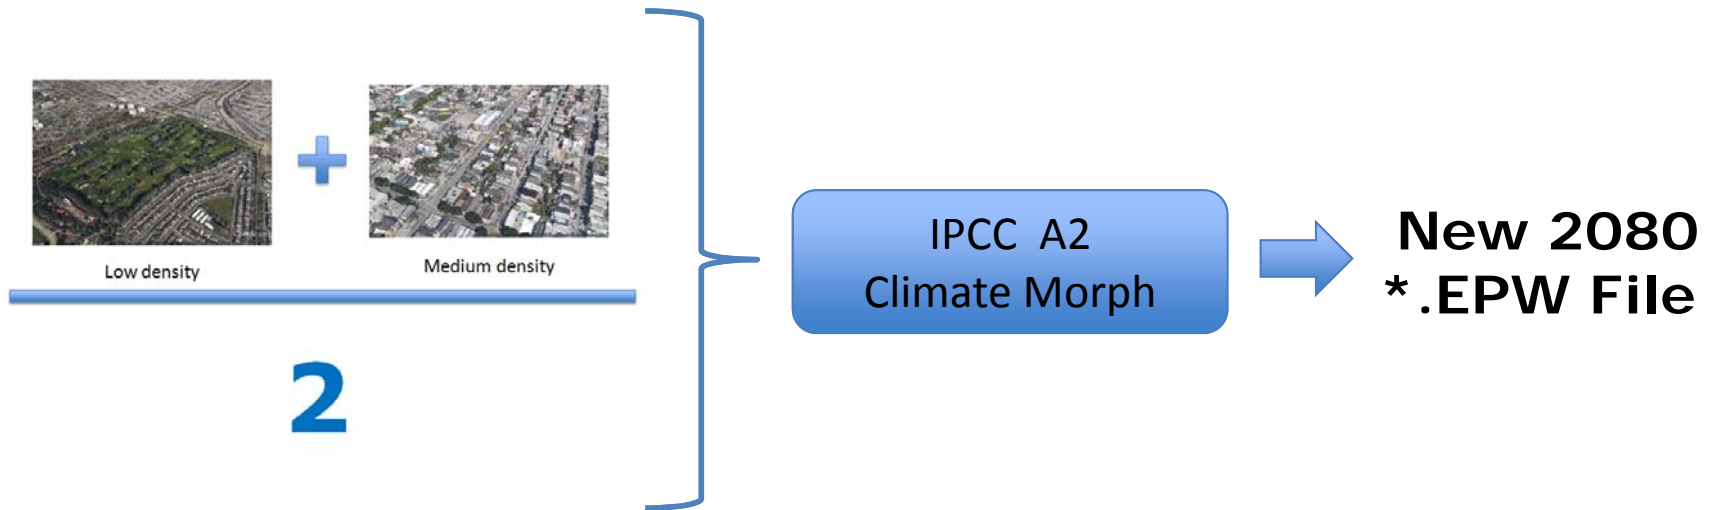 Low density
Medium density
2
IPCC A2
Climate Morph
New 2080
*.EPW File